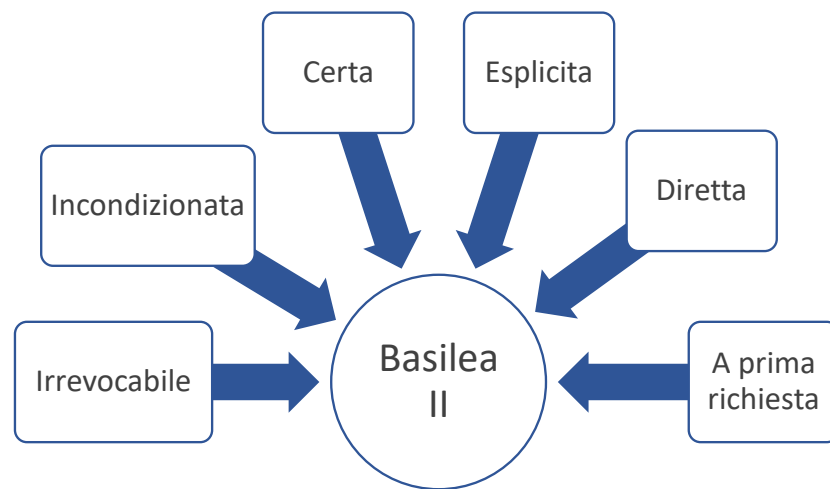 Certa
Esplicita
Incondizionata
Diretta
Irrevocabile
Basilea
II
A prima
richiesta